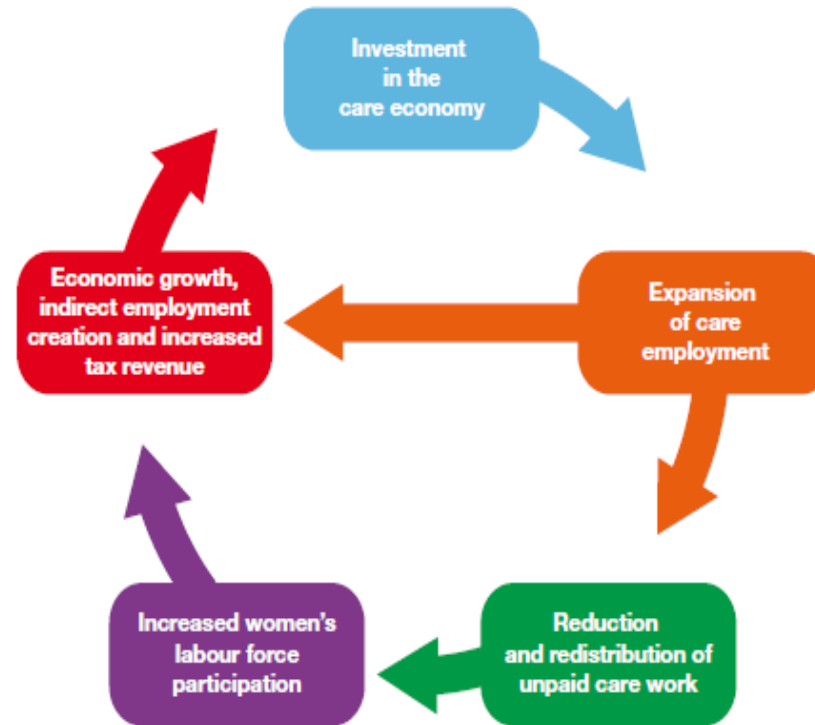 Investment
in the
care economy
Economic growth,
indirect employment
creation and increased
tax revenue
Expansion
of care
employment
Increased women's
labour force
participation
Reduction
and redistribution of
unpaid care work